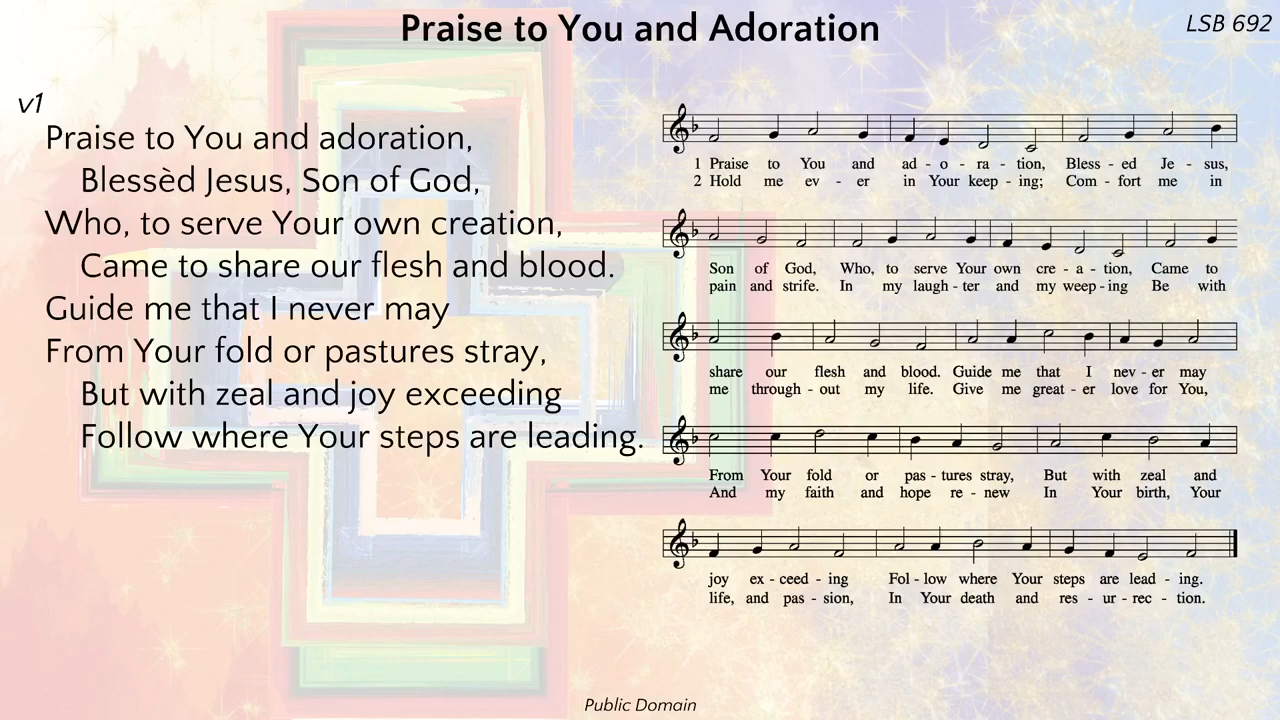 Praise to You and Adoration
LSB 692
v1
Praise to You and adoration,
Blessèd Jesus, Son of God,
Who, to serve Your own creation,
Came to share our flesh and blood.
Guide me that I never may
From Your fold or pastures stray,
But with zeal and joy exceeding
Follow where Your steps are leading.
1 Praise to You and ad - o - ra - tion, Bless - ed Je - sus,
2 Hold me ev - er in Your keep - ing; Com - fort me in
Son of God, Who, to serve Your own cre - a - tion, Came to
pain and strife. In my laugh - ter and my weep - ing Be with
share our flesh and blood. Guide me that I nev - er may
me through - out my life. Give me great - er love for You,
From Your fold or pas - tures stray, But with zeal and
And my faith and hope re - new In Your birth, Your
joy ex - ceed - ing Fol - low where Your steps are lead - ing.
life, and pas - sion, In Your death and res - ur - rec - tion.
Public Domain